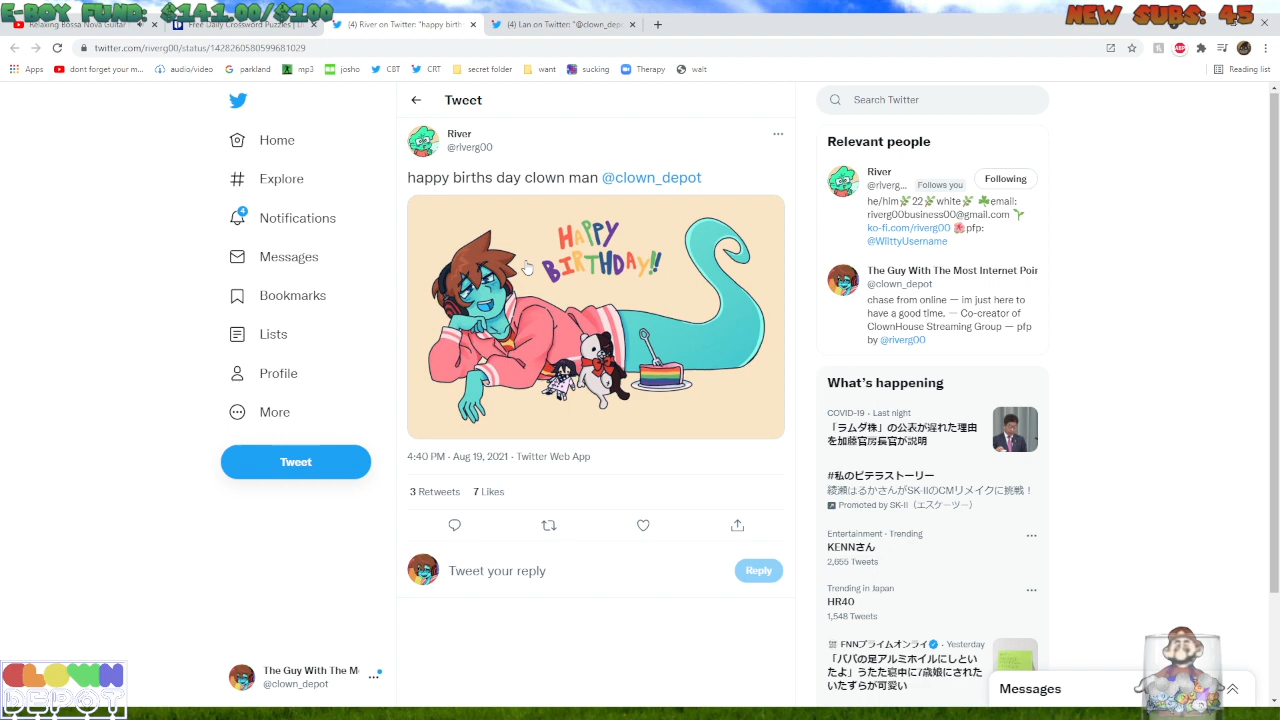 E-BOY FUND: $141.00/$1.00
NEW SUBS: 45
Relaxing Bossa Nova Guitar
Free Daily Crossword Puzzles | D
(4) River on Twitter: "happy birth
(4) Lan on Twitter: "@clown_depo
twitter.com/riverg00/status/1428260580599681029
Apps
dont forget your m...
audio/video
parkland
mp3
josho
CBT
CRT
secret folder
want
sucking
Therapy
walt
Reading list
Home
Explore
4
Notifications
Messages
Bookmarks
Lists
Profile
More
Tweet
The Guy With The M
@clown_depot
CLOWN
DEPOT
Tweet
River
@riverg00
happy births day clown man @clown_depot
HAPPY
BIRTHDAY!!
4:40 PM · Aug 19, 2021 · Twitter Web App
3 Retweets 7 Likes
Tweet your reply
Reply
Search Twitter
Relevant people
River
@riverg... Follows you
Following
he/him🌿22🌿white🌿 ☘️email:
riverg00business00@gmail.com 🌱
ko-fi.com/riverg00 🌺pfp:
@WilttyUsername
The Guy With The Most Internet Poin
@clown_depot
chase from online — im just here to
have a good time. — Co-creator of
ClownHouse Streaming Group — pfp
by @riverg00
What's happening
COVID-19 · Last night
「ラムダ株」の公表が遅れた理由
を加藤官房長官が説明
#私のピテラストーリー
綾瀬はるかさんがSK-IIのCMリメイクに挑戦！
Promoted by SK-II（エスケーツー）
Entertainment · Trending
KENNさん
2,655 Tweets
Trending in Japan
HR40
1,548 Tweets
FNNプライムオンライ · Yesterday
「パパの足アルミホイルにしとい
たよ」うたた寝中に7歳娘にされた
いたずらが可愛い
Messages